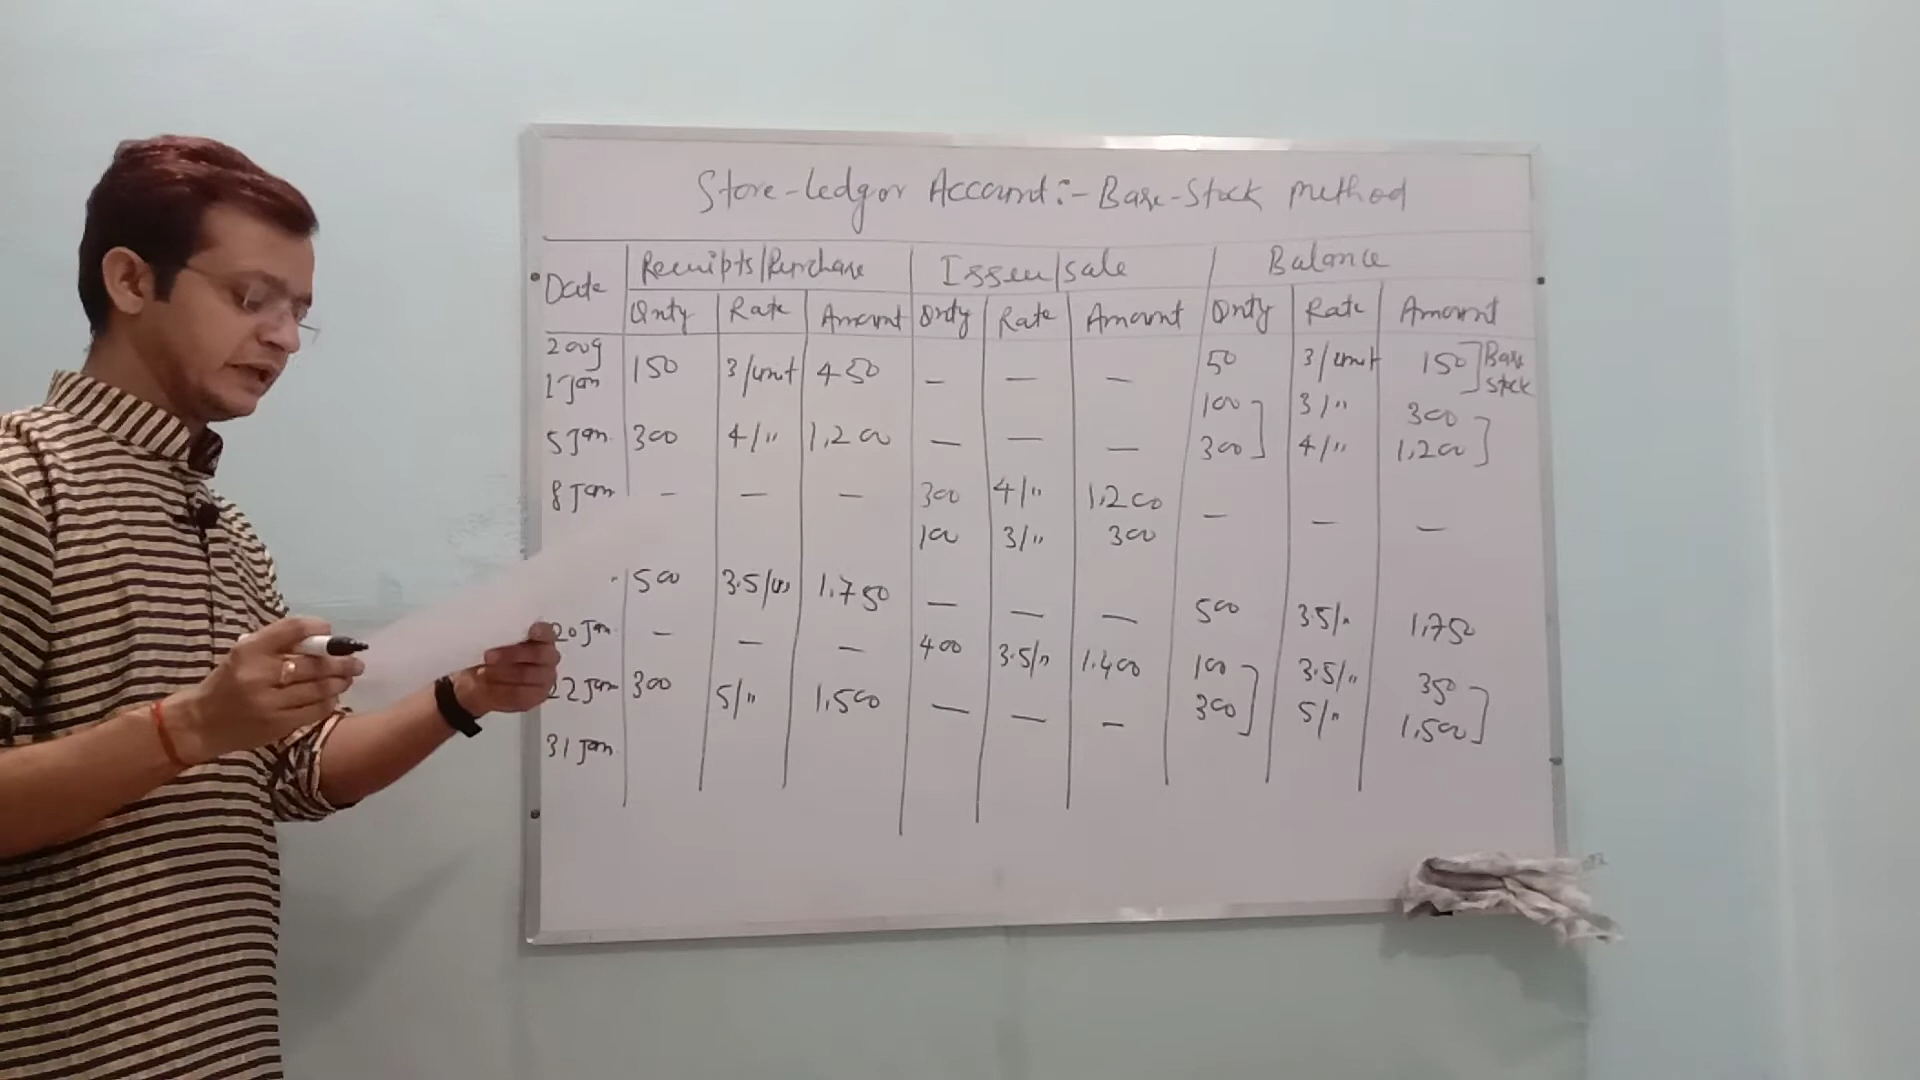 Store-Ledgor Account:- Base-Stock method
Date Receipts/Purchase Issue/sale Balance
Qnty Rate Amount Qnty Rate Amount Qnty Rate Amount
2009
1 Jan 150 3/unit 450 — — — 50 3/unit 150 ] Base Stock
100 3/" 300
5 Jan 300 4/" 1,200 — — — 300 4/" 1,200
8 Jan — — — 300 4/" 1,200 — — —
100 3/" 300
500 3.5/" 1,750 — — — 500 3.5/" 1,750
20 Jan — — — 400 3.5/" 1,400 100 3.5/" 350
22 Jan 300 5/" 1,500 — — — 300 5/" 1,500
31 Jan